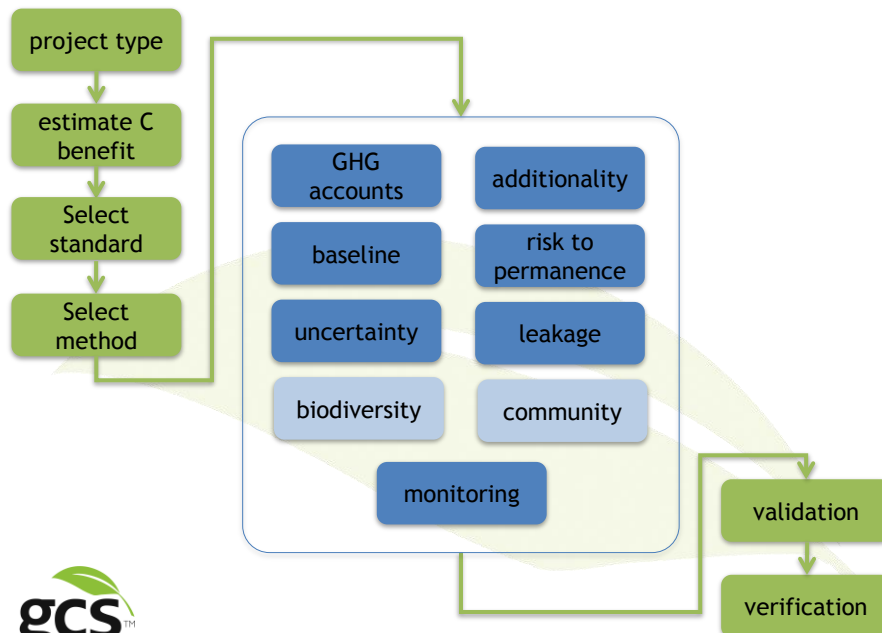 project type
estimate C
benefit
Select
standard
Select
method
GHG
accounts
additionality
baseline
risk to
permanence
uncertainty
leakage
biodiversity
community
monitoring
validation
verification
gcs™